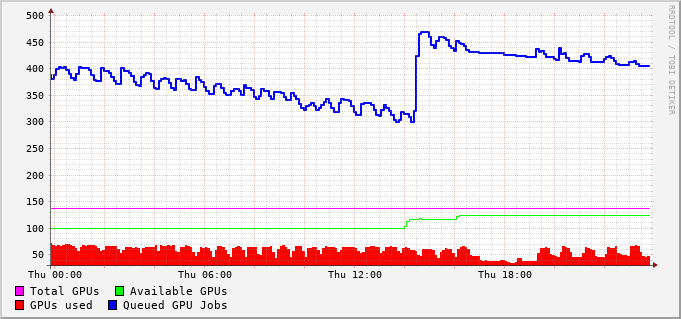 500
450
400
350
300
250
200
150
100
50
Thu 00:00 Thu 06:00 Thu 12:00 Thu 18:00
Total GPUs Available GPUs
GPUs used Queued GPU Jobs
RRDTOOL / TOBI OETIKER